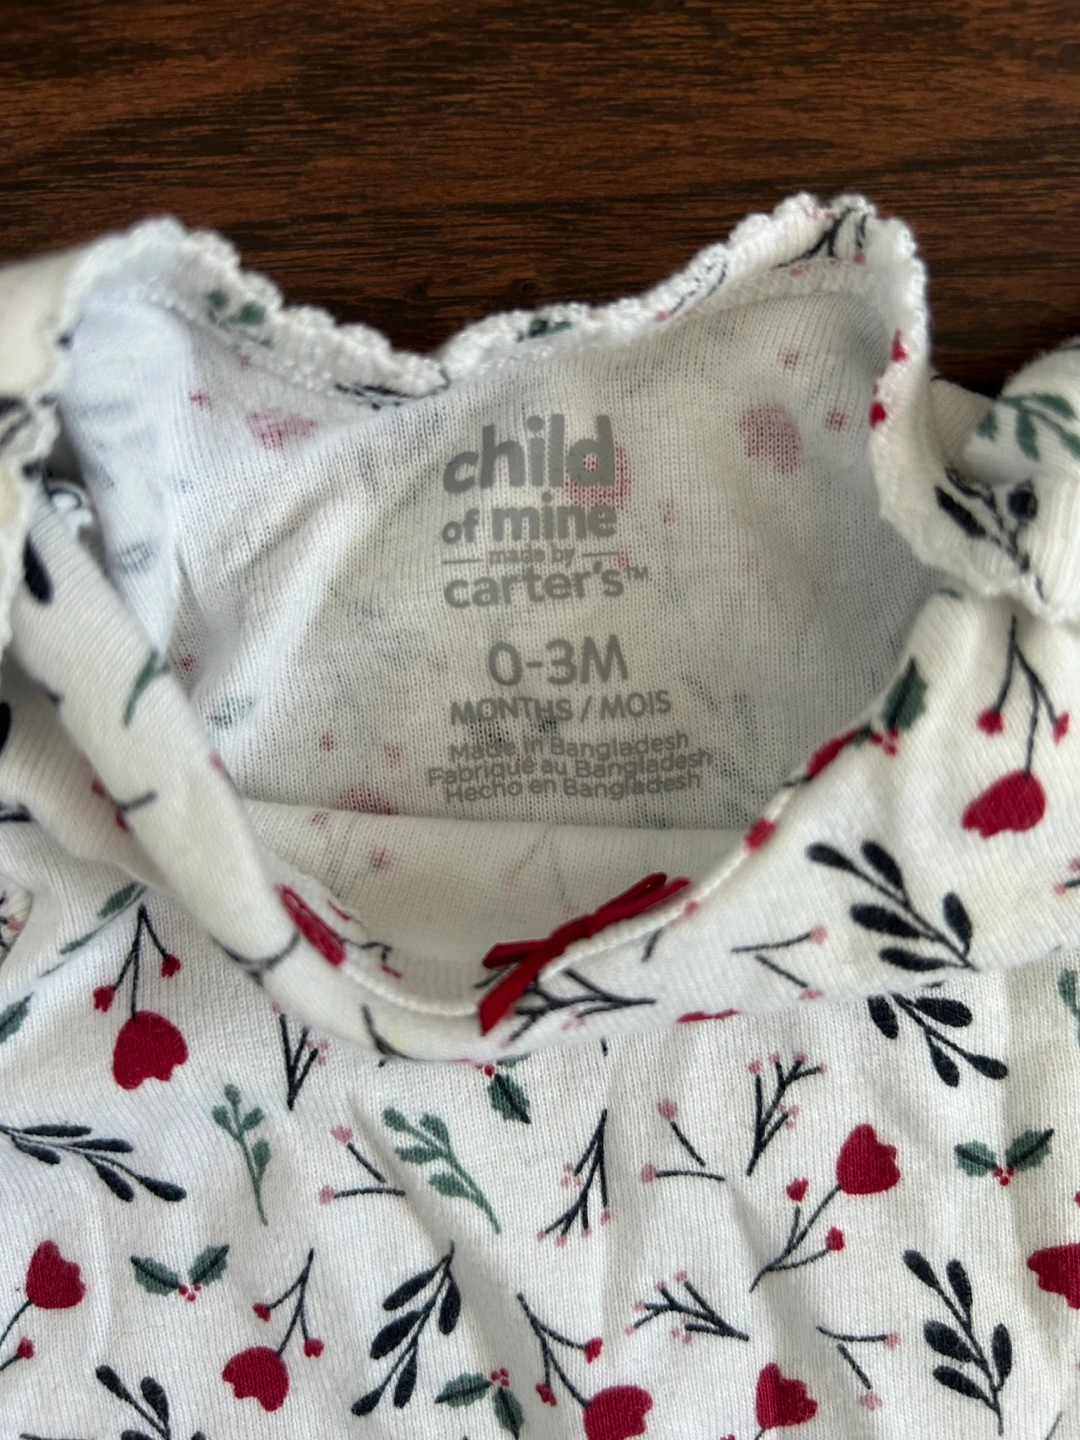 child
of mine
made by
carter's™
0-3M
MONTHS / MOIS
Made in Bangladesh
Fabriqué au Bangladesh
Hecho en Bangladesh